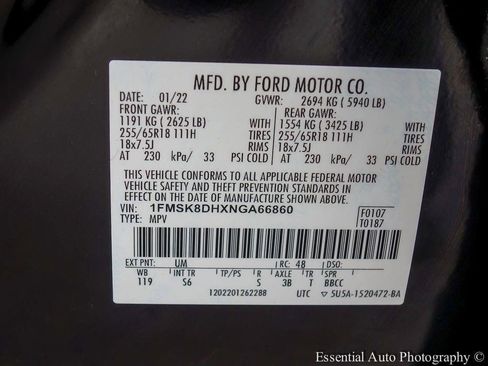 MFD. BY FORD MOTOR CO.
DATE: 01/22 GVWR: 2694 KG ( 5940 LB)
FRONT GAWR: REAR GAWR:
1191 KG ( 2625 LB) WITH 1554 KG ( 3425 LB) WITH
255/65R18 111H TIRES 255/65R18 111H TIRES
18x7.5J RIMS 18x7.5J RIMS
AT 230 kPa/ 33 PSI COLD AT 230 kPa/ 33 PSI COLD
THIS VEHICLE CONFORMS TO ALL APPLICABLE FEDERAL MOTOR
VEHICLE SAFETY AND THEFT PREVENTION STANDARDS IN
EFFECT ON THE DATE OF MANUFACTURE SHOWN ABOVE.
VIN: 1FMSK8DHXNGA66860 F0107
TYPE: MPV T0187
EXT PNT: UM RC: 48 DSO:
WB INT TR TP/PS R AXLE TR SPR
119 S6 S 3B T BBCC
1202201262288 UTC 5U5A-1520472-BA
Essential Auto Photography ©